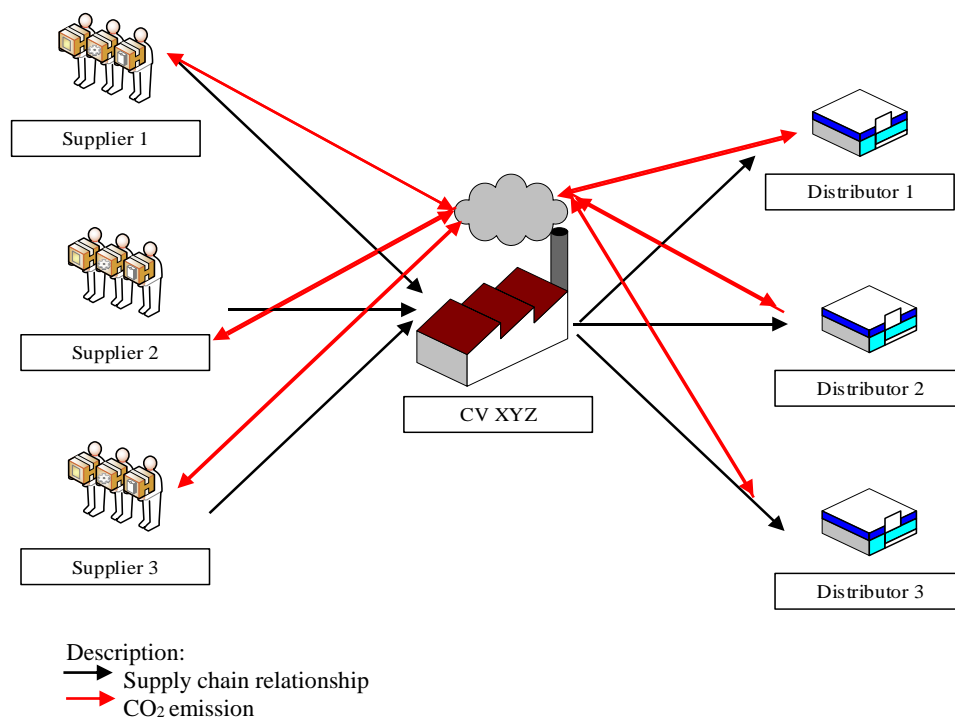 Supplier 1
Distributor 1
Supplier 2
Distributor 2
CV XYZ
Supplier 3
Distributor 3
Description:
Supply chain relationship
CO₂ emission